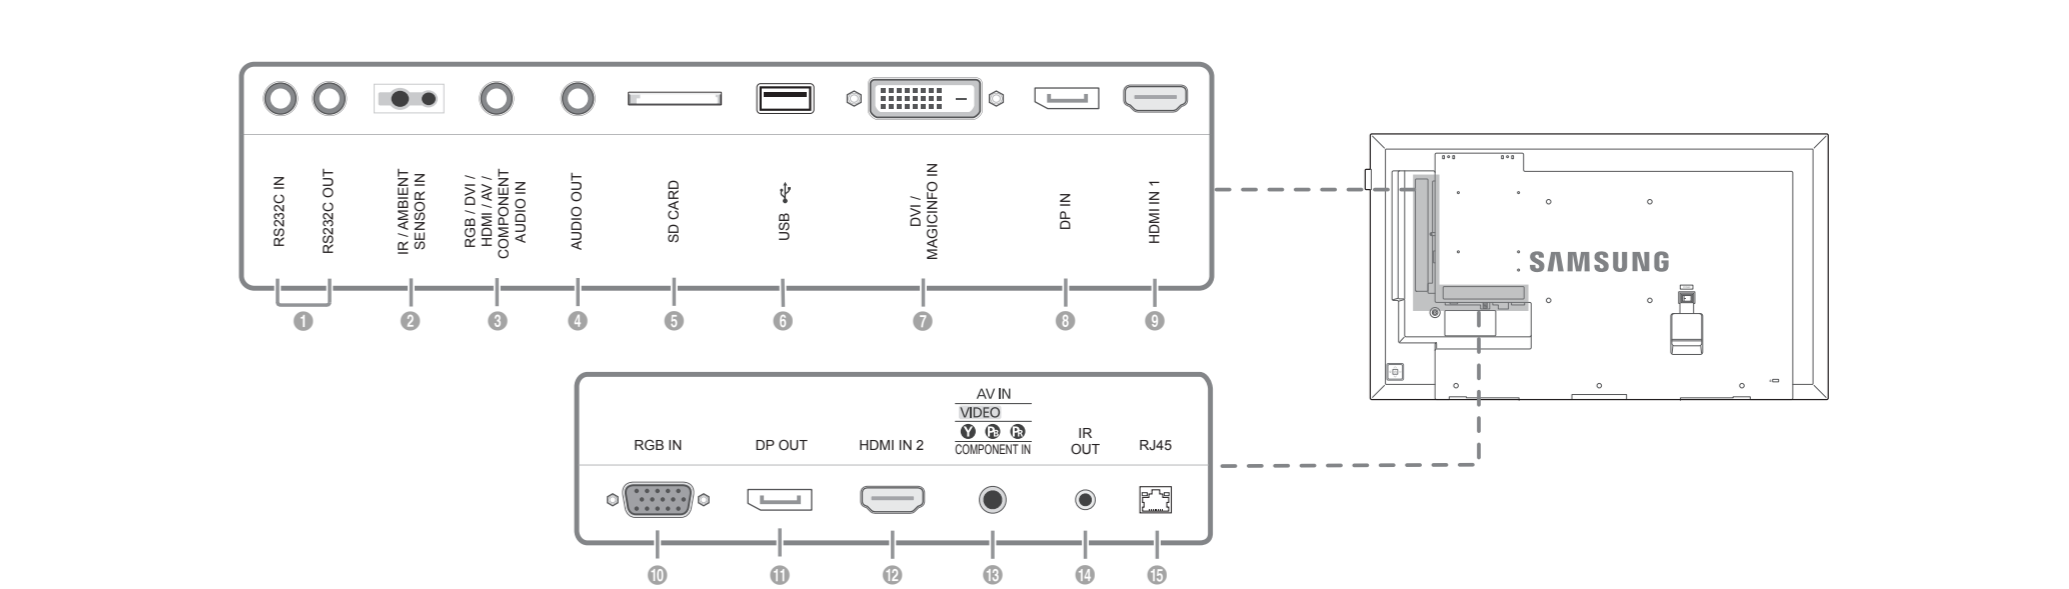 RS232C IN
RS232C OUT
IR / AMBIENT
SENSOR IN
RGB / DVI /
HDMI / AV /
COMPONENT
AUDIO IN
AUDIO OUT
SD CARD
USB
DVI /
MAGICINFO IN
DP IN
HDMI IN 1
1
2
3
4
5
6
7
8
9
SAMSUNG
RGB IN
DP OUT
HDMI IN 2
AV IN
VIDEO
Y PB PR
COMPONENT IN
IR
OUT
RJ45
10
11
12
13
14
15